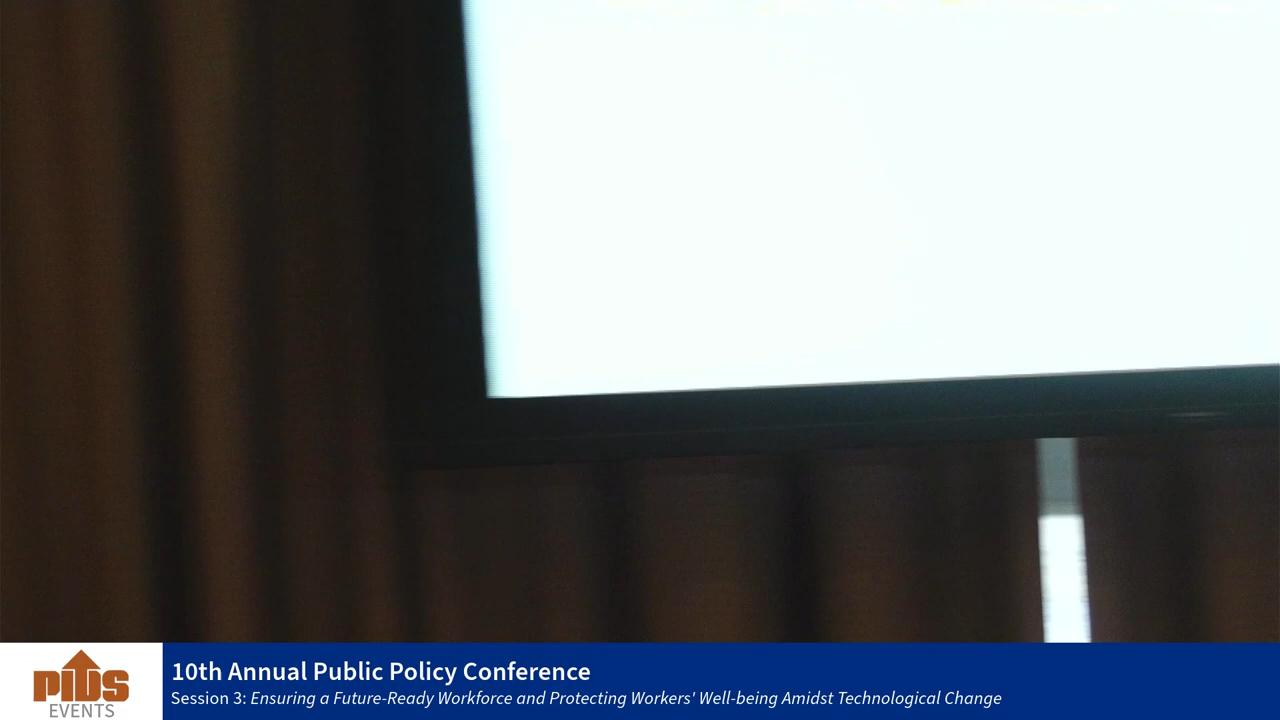 10th Annual Public Policy Conference
Session 3: Ensuring a Future-Ready Workforce and Protecting Workers' Well-being Amidst Technological Change
pids
EVENTS